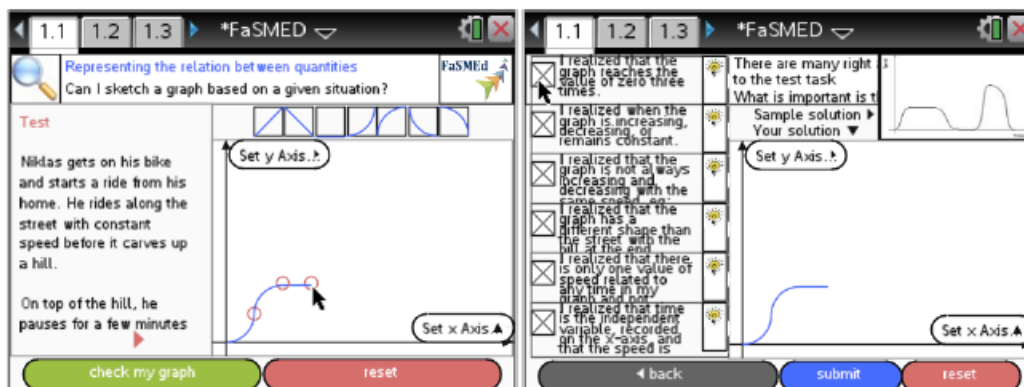 1.1 1.2 1.3 *FaSMED
Representing the relation between quantities
Can I sketch a graph based on a given situation?
FaSMEd
Test
Niklas gets on his bike
and starts a ride from his
home. He rides along the
street with constant
speed before it carves up
a hill.
On top of the hill, he
pauses for a few minutes
Set y Axis
Set x Axis
check my graph
reset
1.1 1.2 1.3 *FaSMED
I realized that the
graph reaches the
value of zero three
times.
I realized when the
graph is increasing,
decreasing, or
remains constant.
I realized that the
graph is not always
increasing and
decreasing with the
same speed, eg:
I realized that the
graph has a
different shape than
the street with the
hill at the end.
I realized that there
is only one value of
speed related to
any time in my
graph and not
I realized that time
is the independent
variable, recorded
on the x-axis, and
that the speed is
There are many right
to the test task
What is important is t
Sample solution
Your solution
Set y Axis
Set x Axis
back
submit
reset